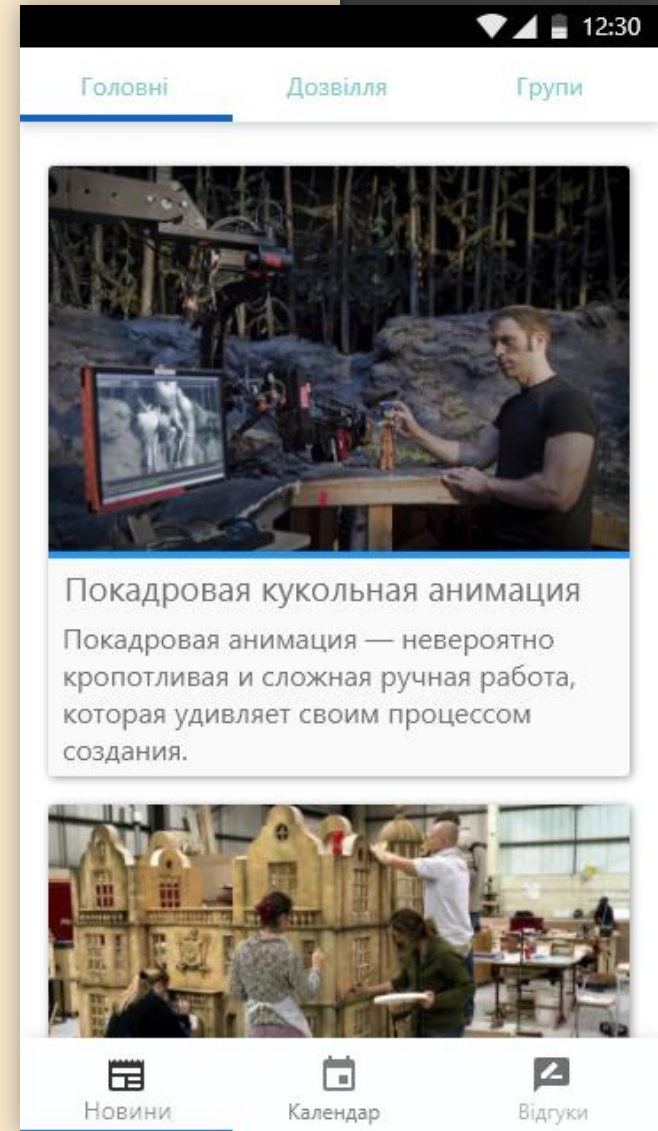 12:30
Головні Дозвілля Групи
Покадровая кукольная анимация
Покадровая анимация — невероятно
кропотливая и сложная ручная работа,
которая удивляет своим процессом
создания.
Новини Календар Відгуки